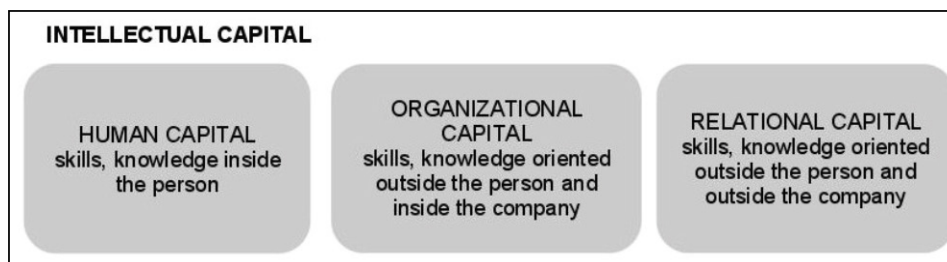 INTELLECTUAL CAPITAL
HUMAN CAPITAL
skills, knowledge inside
the person
ORGANIZATIONAL
CAPITAL
skills, knowledge oriented
outside the person and
inside the company
RELATIONAL CAPITAL
skills, knowledge oriented
outside the person and
outside the company